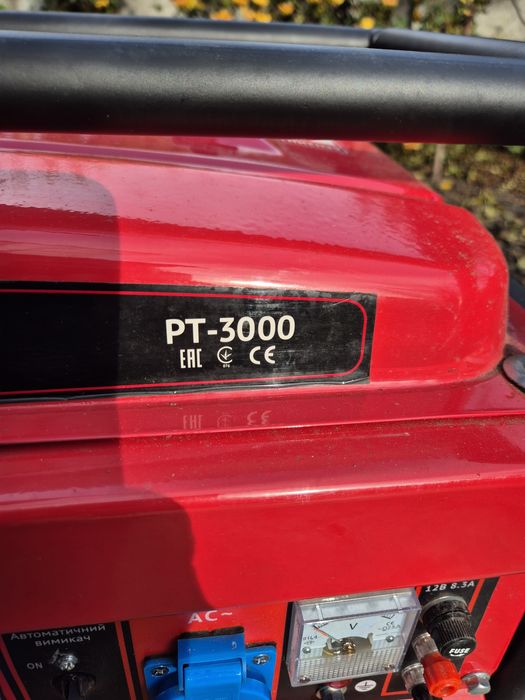 PT-3000
EAC CE
12В 8.3А
AC ~
V
Автоматичний
вимикач
ON
FUSE